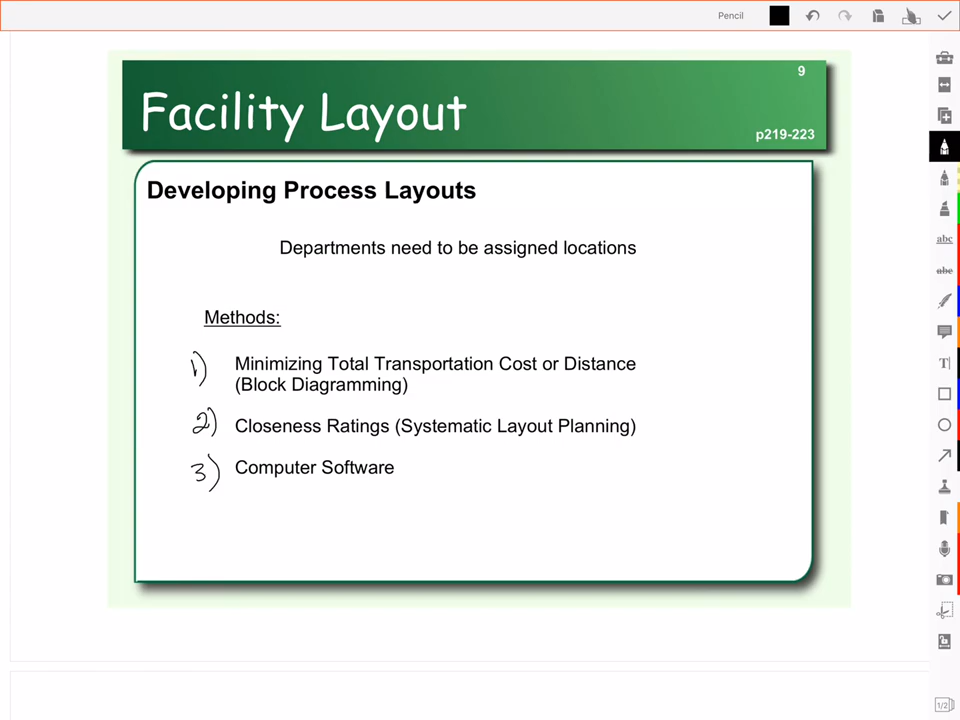 Pencil
9
Facility Layout
p219-223
Developing Process Layouts
Departments need to be assigned locations
Methods:
1) Minimizing Total Transportation Cost or Distance
(Block Diagramming)
2) Closeness Ratings (Systematic Layout Planning)
3) Computer Software
abc
abc
T
1/2